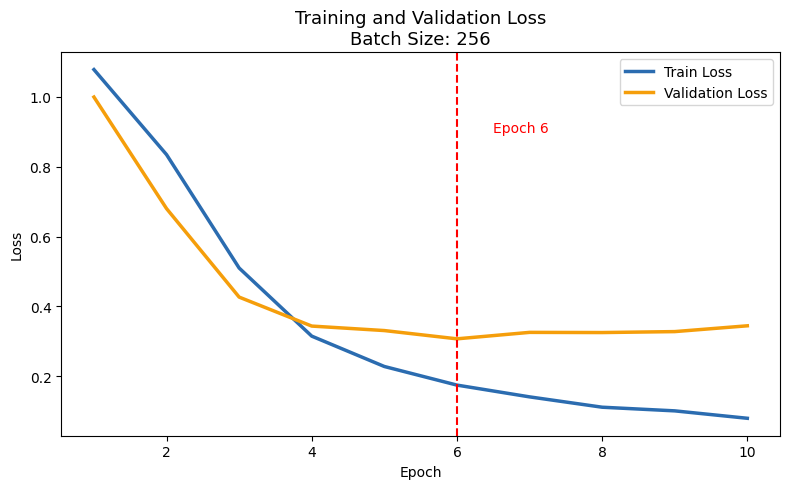 Training and Validation Loss
Batch Size: 256
Train Loss
Validation Loss
Epoch 6
Loss
1.0
0.8
0.6
0.4
0.2
2
4
6
8
10
Epoch